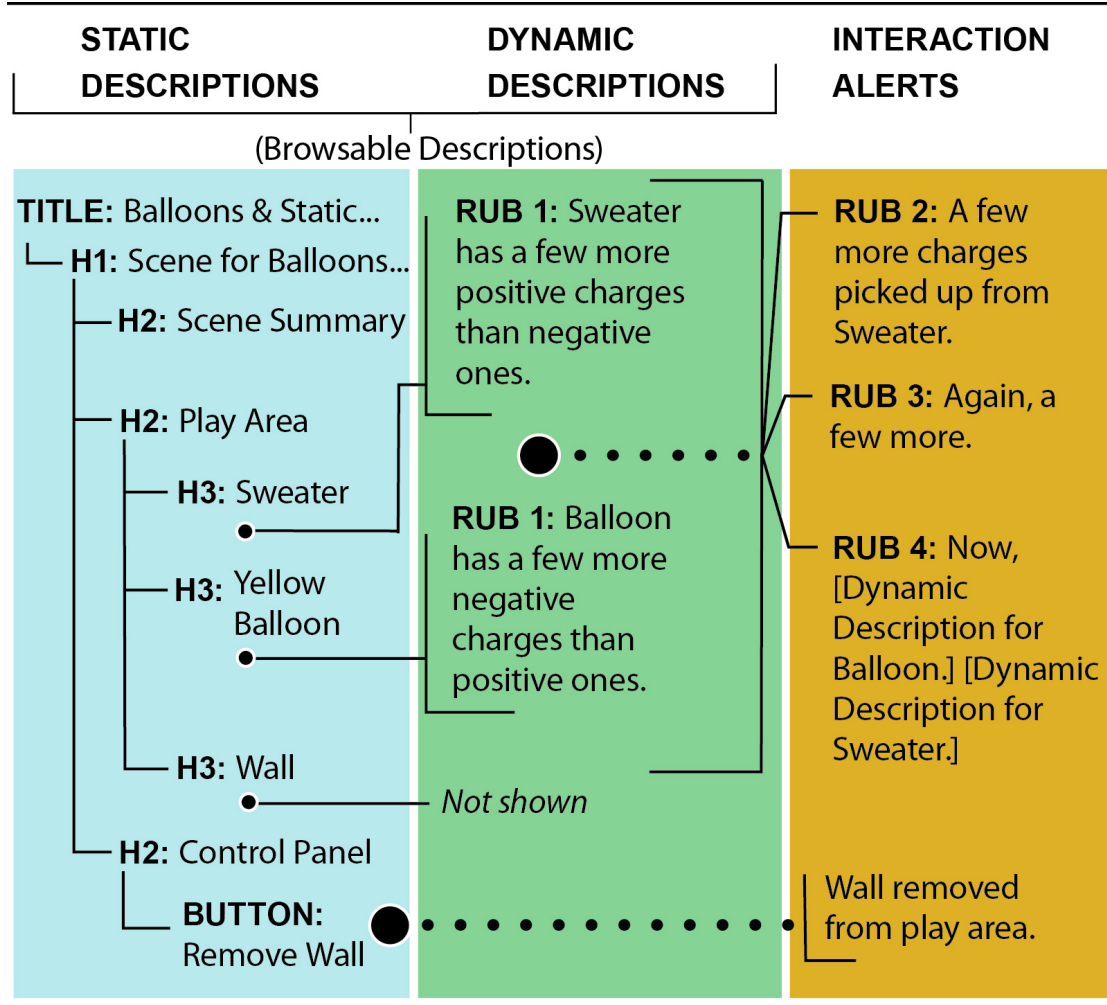 STATIC
DESCRIPTIONS
DYNAMIC
DESCRIPTIONS
INTERACTION
ALERTS
(Browsable Descriptions)
TITLE: Balloons & Static...
H1: Scene for Balloons...
H2: Scene Summary
H2: Play Area
H3: Sweater
H3: Yellow
Balloon
H3: Wall
H2: Control Panel
BUTTON:
Remove Wall
RUB 1: Sweater
has a few more
positive charges
than negative
ones.
RUB 1: Balloon
has a few more
negative
charges than
positive ones.
Not shown
RUB 2: A few
more charges
picked up from
Sweater.
RUB 3: Again, a
few more.
RUB 4: Now,
[Dynamic
Description for
Balloon.] [Dynamic
Description for
Sweater.]
Wall removed
from play area.